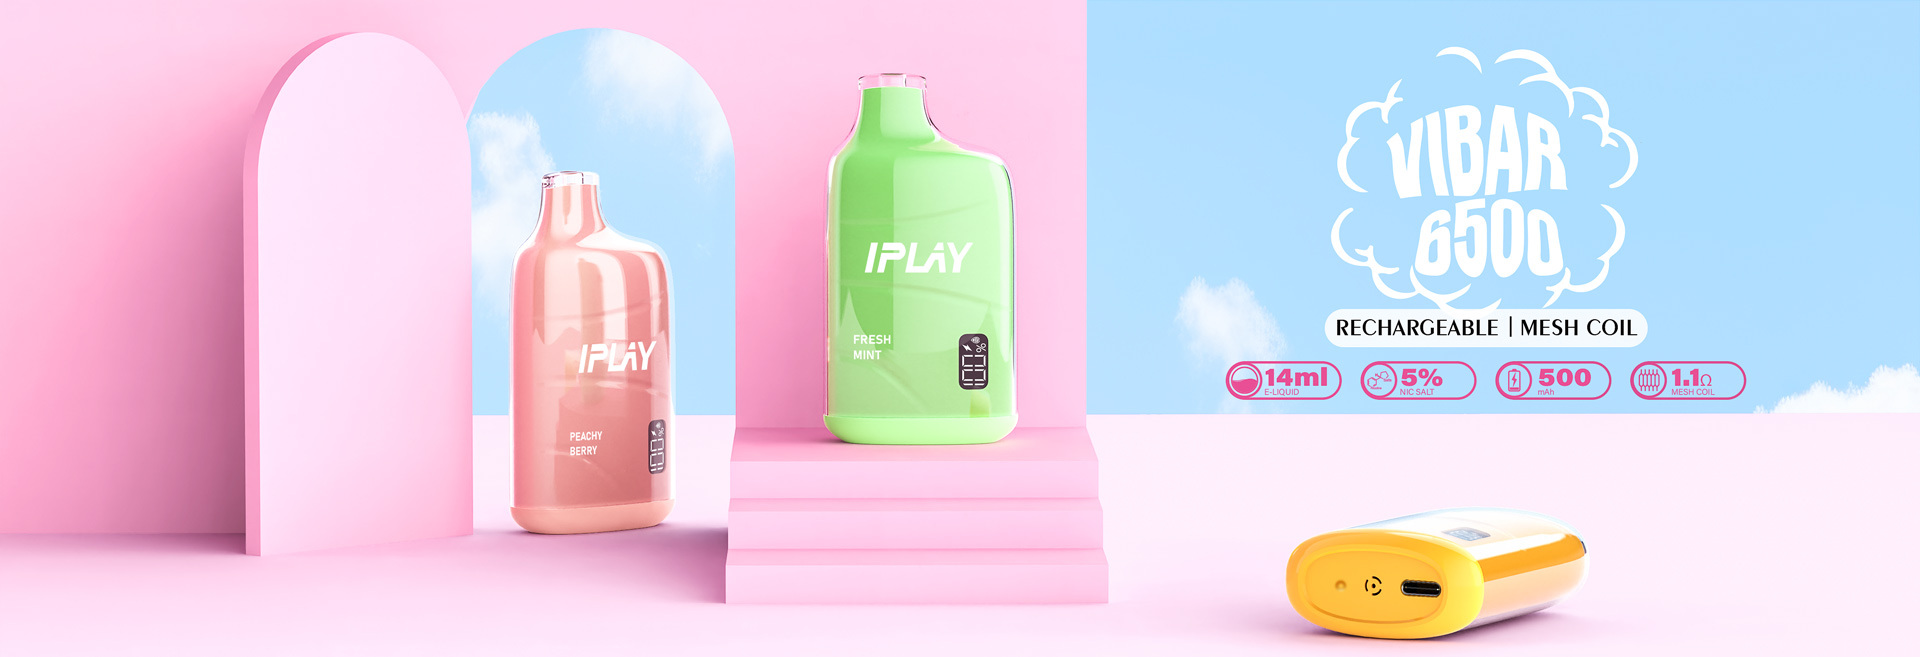 IPLAY
PEACHY
BERRY
IPLAY
FRESH
MINT
%
%
VIBAR
6500
RECHARGEABLE | MESH COIL
14ml
E-LIQUID
5%
NIC SALT
500
mAh
1.1Ω
MESH COIL